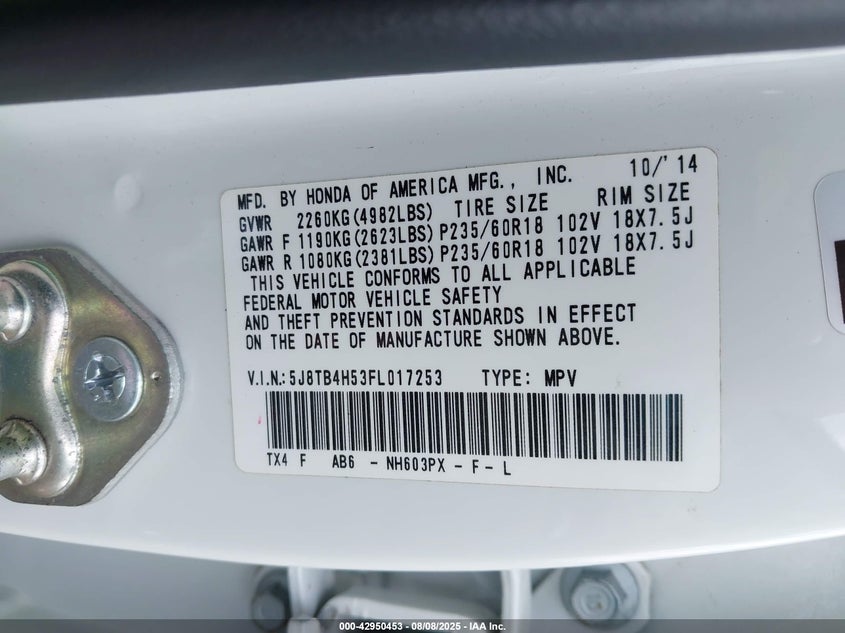 MFD. BY HONDA OF AMERICA MFG., INC. 10/'14
GVWR 2260KG(4982LBS) TIRE SIZE RIM SIZE
GAWR F 1190KG(2623LBS) P235/60R18 102V 18X7.5J
GAWR R 1080KG(2381LBS) P235/60R18 102V 18X7.5J
THIS VEHICLE CONFORMS TO ALL APPLICABLE
FEDERAL MOTOR VEHICLE SAFETY
AND THEFT PREVENTION STANDARDS IN EFFECT
ON THE DATE OF MANUFACTURE SHOWN ABOVE.
V.I.N.: 5J8TB4H53FL017253 TYPE: MPV
TX4 F AB6 - NH603PX - F - L
000-42950453 - 08/08/2025 - IAA Inc.